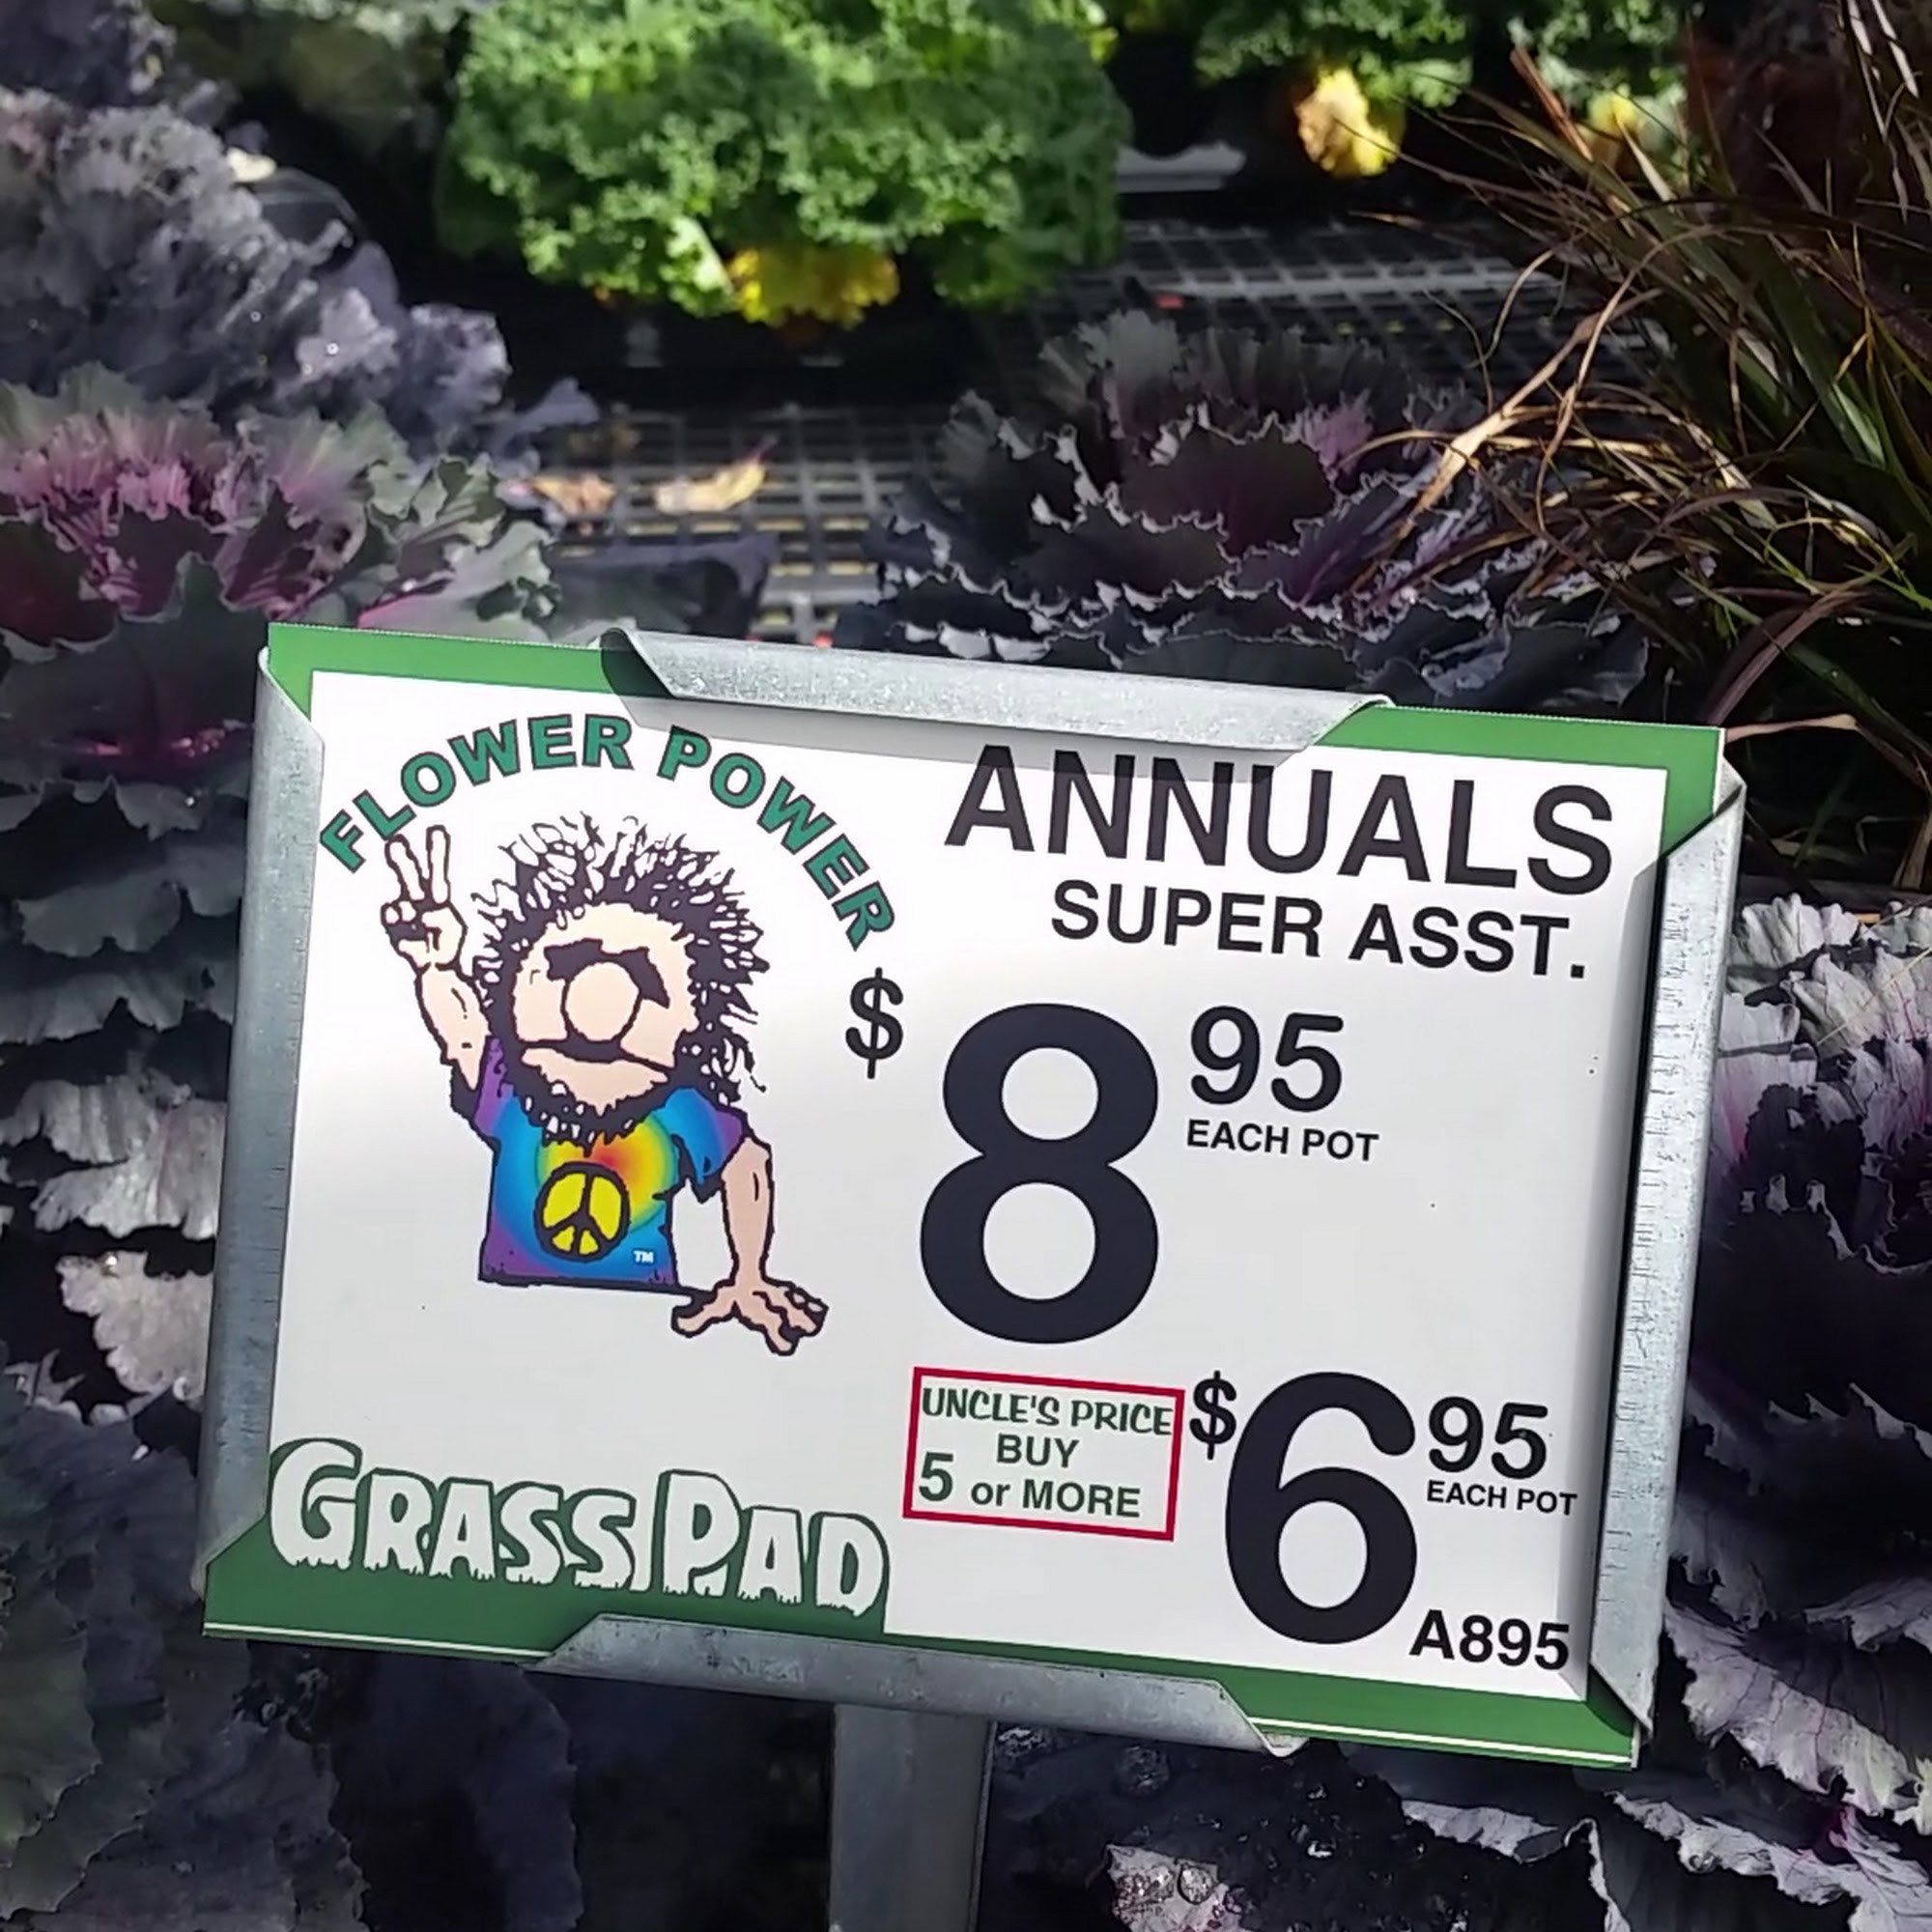 FLOWER POWER
ANNUALS
SUPER ASST.
$8 95
EACH POT
TM
UNCLE'S PRICE
BUY
5 or MORE
$6 95
EACH POT
GRASS PAD
A895